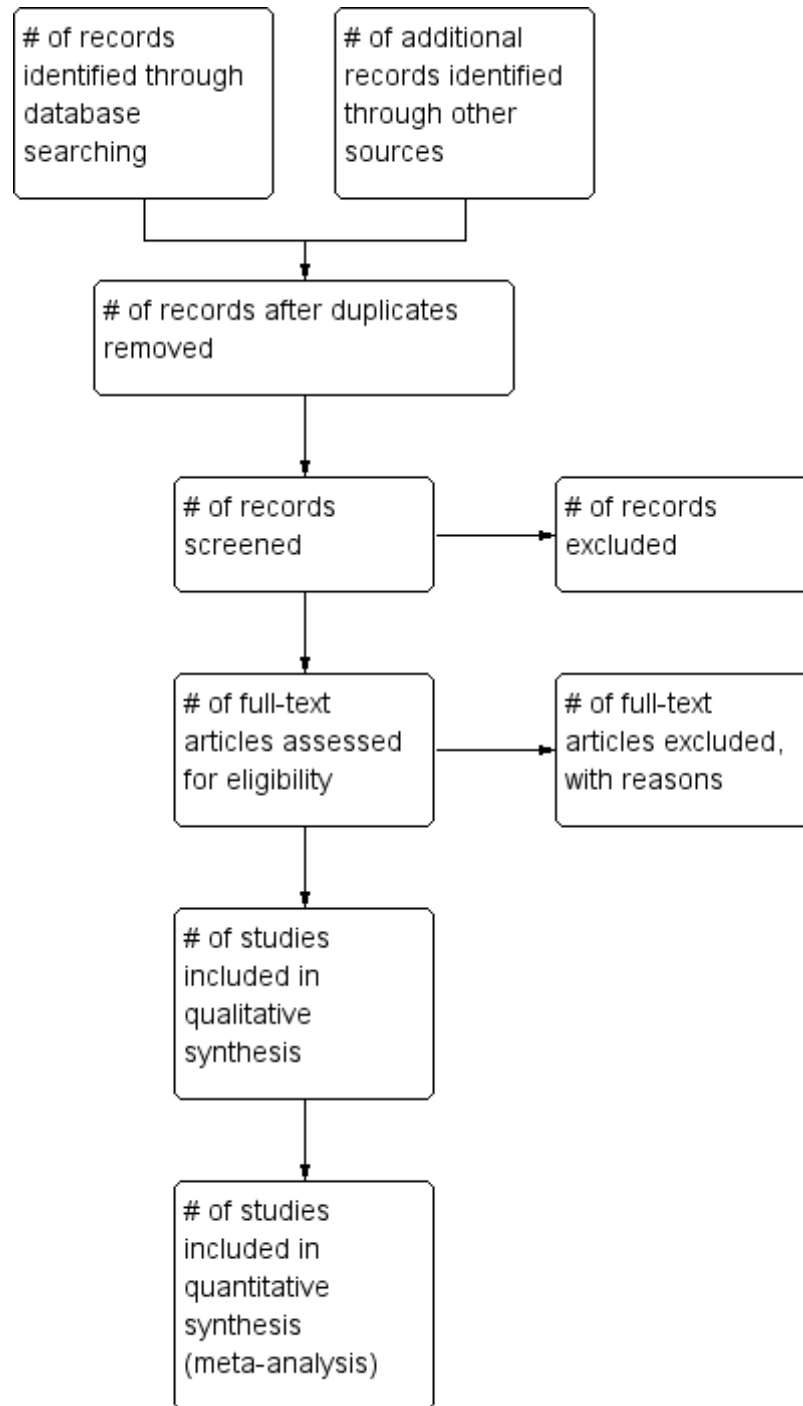 # of records
identified through
database
searching
# of additional
records identified
through other
sources
# of records after duplicates
removed
# of records
screened
# of records
excluded
# of full-text
articles assessed
for eligibility
# of full-text
articles excluded,
with reasons
# of studies
included in
qualitative
synthesis
# of studies
included in
quantitative
synthesis
(meta-analysis)